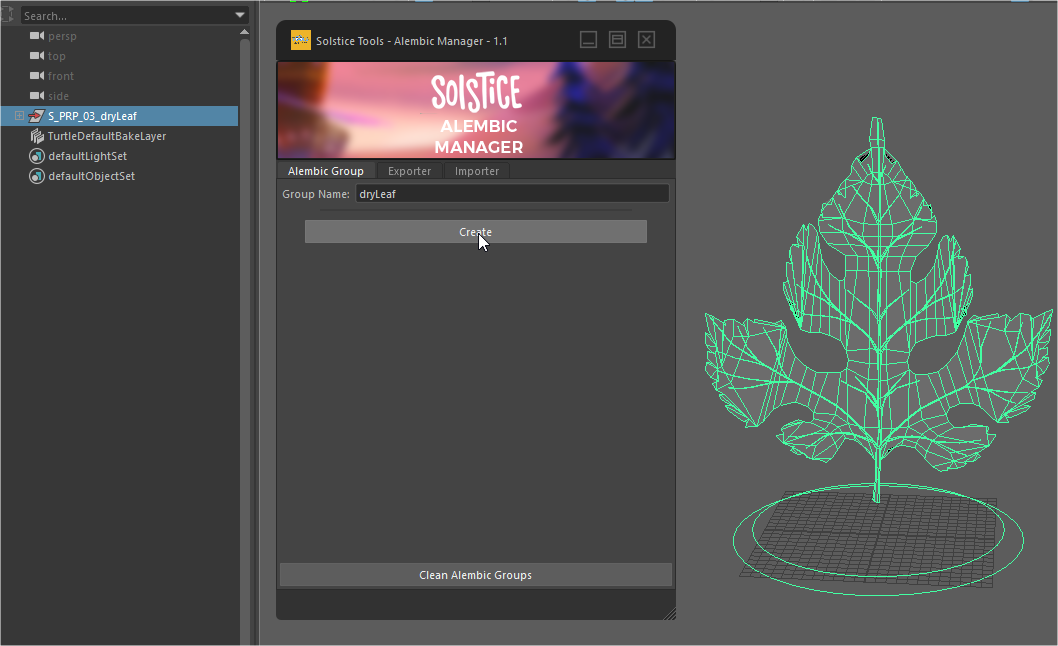 Search...
persp
top
front
side
S_PRP_03_dryLeaf
TurtleDefaultBakeLayer
defaultLightSet
defaultObjectSet
Solstice Tools - Alembic Manager - 1.1
SOLSTICE
ALEMBIC
MANAGER
Alembic Group
Exporter
Importer
Group Name: dryLeaf
Create
Clean Alembic Groups